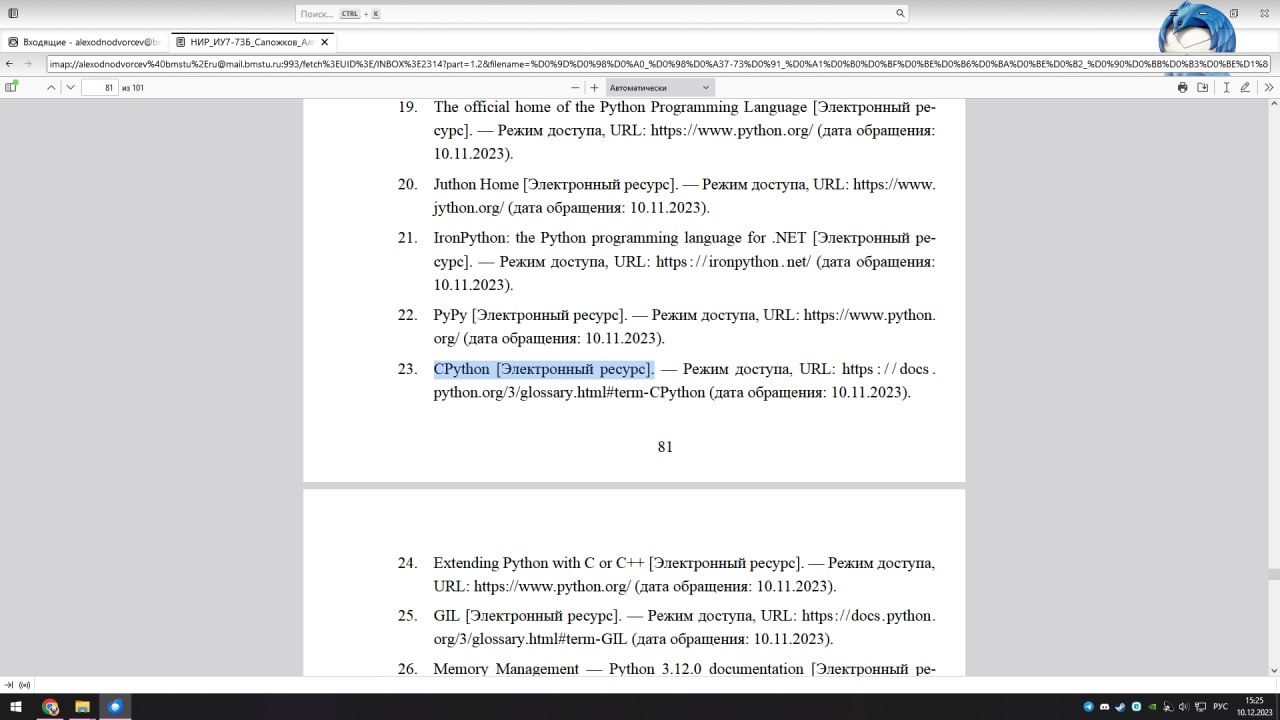 Поиск... CTRL + K
Входящие - alexodnodvorcev@b
НИР_ИУ7-73Б_Сапожков_Ал
imap://alexodnodvorcev%40bmstu%2Eru@mail.bmstu.ru:993/fetch%3EUID%3E/INBOX%3E2314?part=1.2&filename=%D0%9D%D0%98%D0%A0_%D0%98%D0%A37-73%D0%91_%D0%A1%D0%B0%D0%BF%D0%BE%D0%B6%D0%BA%D0%BE%D0%B2_%D0%90%D0%BB%D0%B3%D0%BE%D1%8
81 из 101
Автоматически
19. The official home of the Python Programming Language [Электронный ре-
сурс]. — Режим доступа, URL: https://www.python.org/ (дата обращения:
10.11.2023).
20. Juthon Home [Электронный ресурс]. — Режим доступа, URL: https://www.
jython.org/ (дата обращения: 10.11.2023).
21. IronPython: the Python programming language for .NET [Электронный ре-
сурс]. — Режим доступа, URL: https://ironpython.net/ (дата обращения:
10.11.2023).
22. PyPy [Электронный ресурс]. — Режим доступа, URL: https://www.python.
org/ (дата обращения: 10.11.2023).
23. CPython [Электронный ресурс]. — Режим доступа, URL: https://docs.
python.org/3/glossary.html#term-CPython (дата обращения: 10.11.2023).
81
24. Extending Python with C or C++ [Электронный ресурс]. — Режим доступа,
URL: https://www.python.org/ (дата обращения: 10.11.2023).
25. GIL [Электронный ресурс]. — Режим доступа, URL: https://docs.python.
org/3/glossary.html#term-GIL (дата обращения: 10.11.2023).
26. Memory Management — Python 3.12.0 documentation [Электронный ре-
РУС
15:25
10.12.2023